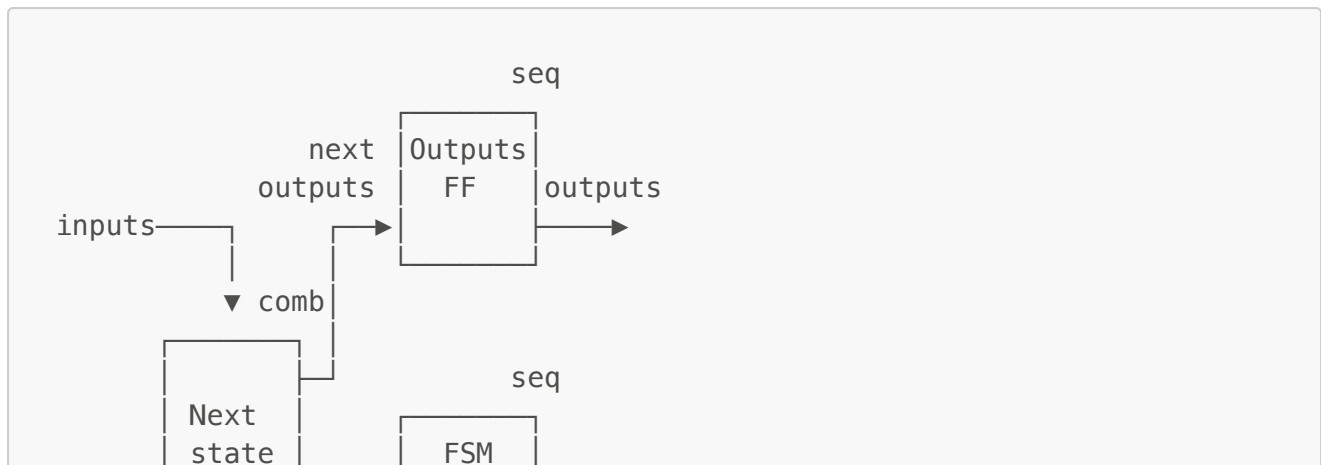 seq
next Outputs
outputs FF outputs
inputs
comb
seq
Next
state FSM